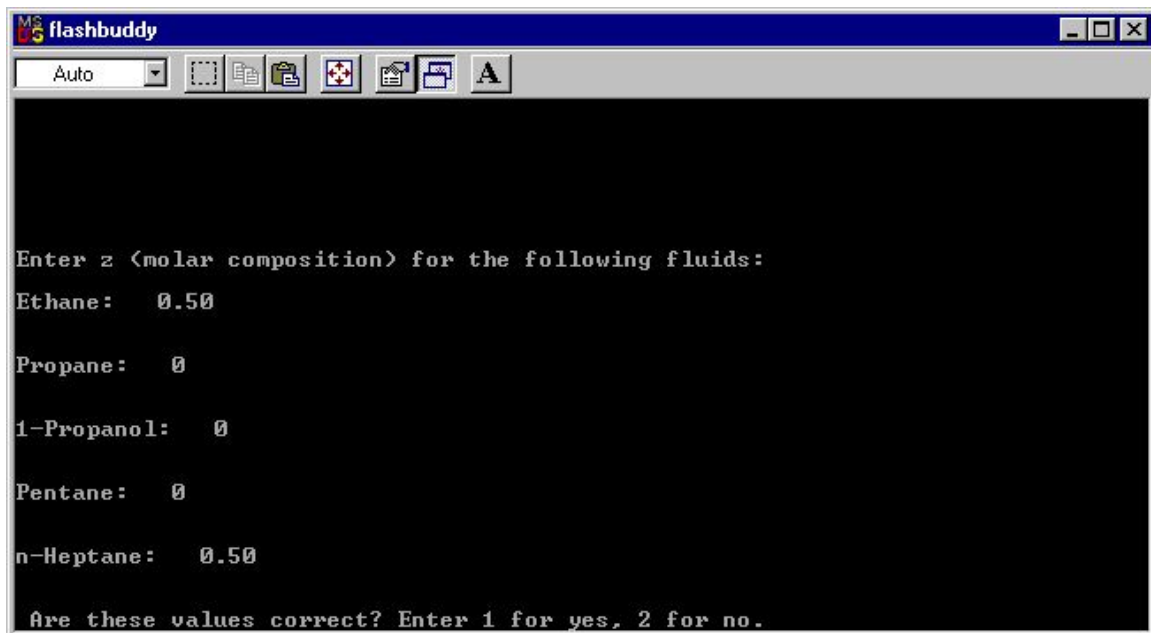 flashbuddy
Auto
A
Enter z (molar composition) for the following fluids:
Ethane: 0.50
Propane: 0
1-Propanol: 0
Pentane: 0
n-Heptane: 0.50
Are these values correct? Enter 1 for yes, 2 for no.